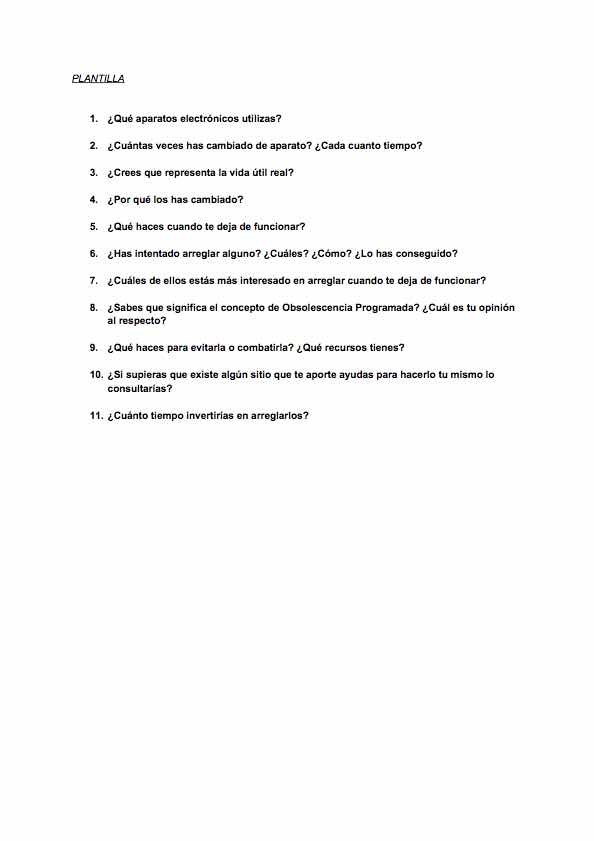 PLANTILLA
1. ¿Qué aparatos electrónicos utilizas?
2. ¿Cuántas veces has cambiado de aparato? ¿Cada cuanto tiempo?
3. ¿Crees que representa la vida útil real?
4. ¿Por qué los has cambiado?
5. ¿Qué haces cuando te deja de funcionar?
6. ¿Has intentado arreglar alguno? ¿Cuáles? ¿Cómo? ¿Lo has conseguido?
7. ¿Cuáles de ellos estás más interesado en arreglar cuando te deja de funcionar?
8. ¿Sabes que significa el concepto de Obsolescencia Programada? ¿Cuál es tu opinión
al respecto?
9. ¿Qué haces para evitarla o combatirla? ¿Qué recursos tienes?
10. ¿Si supieras que existe algún sitio que te aporte ayudas para hacerlo tu mismo lo
consultarías?
11. ¿Cuánto tiempo invertirías en arreglarlos?